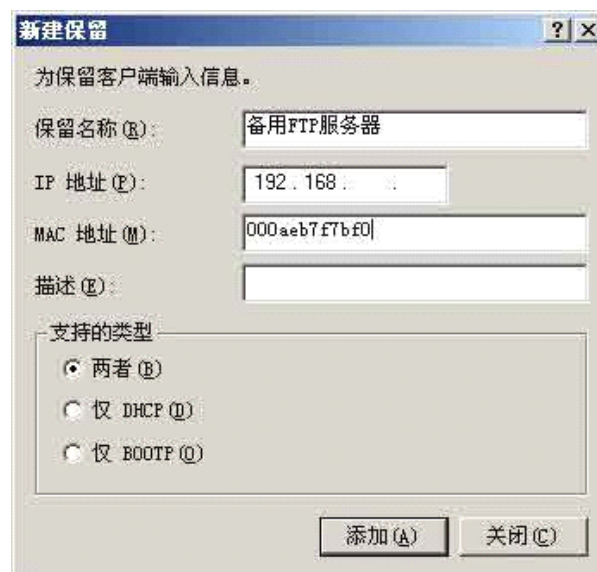 新建保留
为保留客户端输入信息。
保留名称(R): 备用FTP服务器
IP 地址(P): 192 . 168 . .
MAC 地址(M): 000aeb7f7bf0
描述(E):
支持的类型
两者(B)
仅 DHCP(D)
仅 BOOTP(O)
添加(A) 关闭(C)